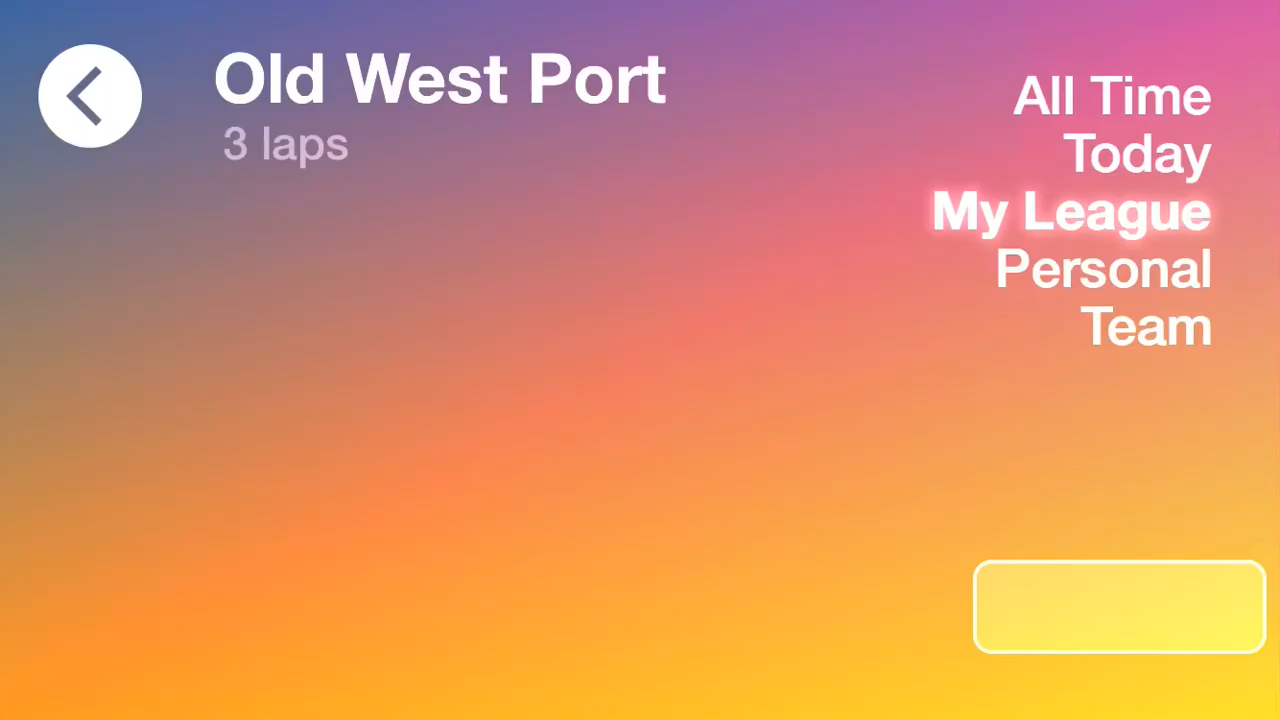 Old West Port
3 laps
All Time
Today
My League
Personal
Team